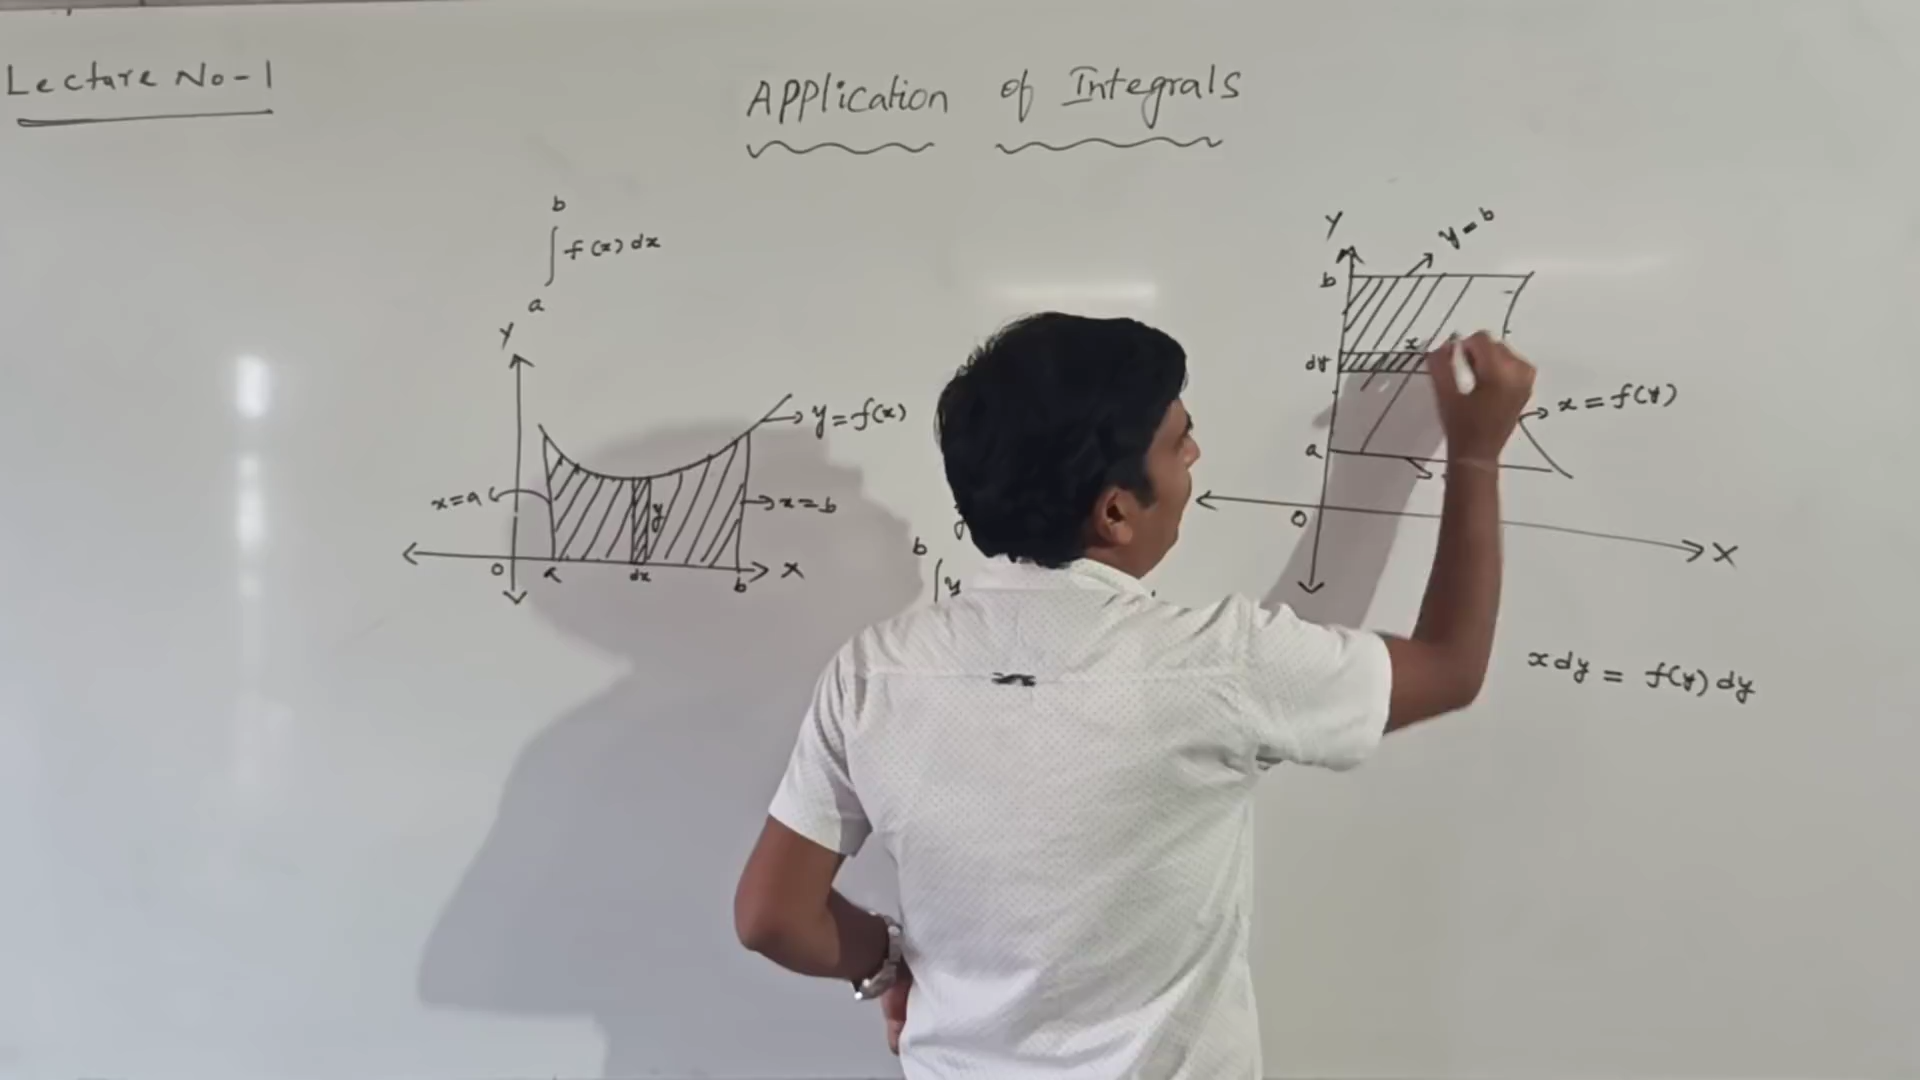 Lecture No-1
Application of Integrals
b
∫ f(x) dx
a
Y
y = f(x)
x=a
x=b
y
O
a
dx
b
X
b
∫ y
Y
y=b
b
x
dy
x = f(y)
a
O
X
x dy = f(y) dy